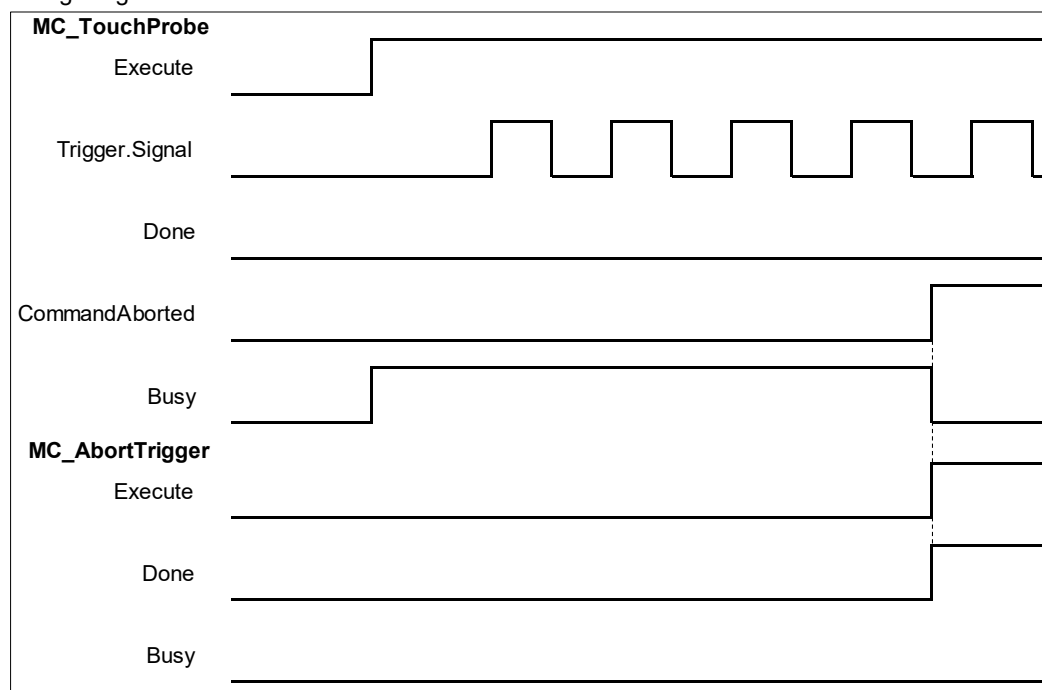 MC_TouchProbe
Execute
Trigger.Signal
Done
CommandAborted
Busy
MC_AbortTrigger
Execute
Done
Busy